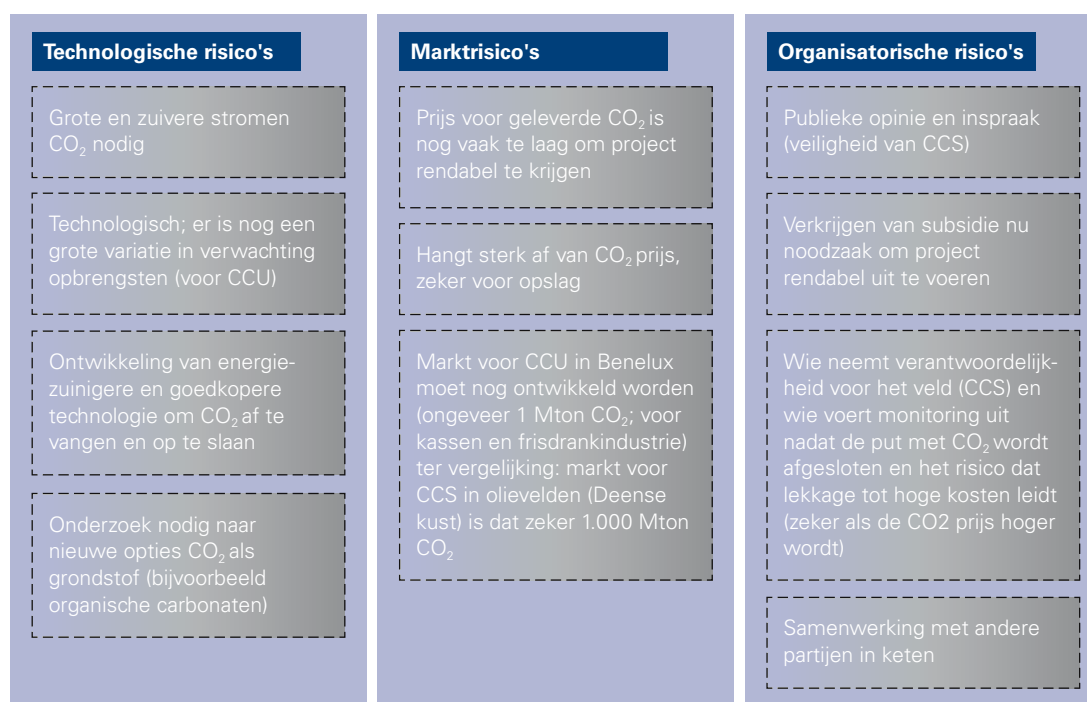 Technologische risico's
Grote en zuivere stromen
CO₂ nodig
Technologisch; er is nog een
grote variatie in verwachting
opbrengsten (voor CCU)
Ontwikkeling van energie-
zuinigere en goedkopere
technologie om CO₂ af te
vangen en op te slaan
Onderzoek nodig naar
nieuwe opties CO₂ als
grondstof (bijvoorbeeld
organische carbonaten)
Marktrisico's
Prijs voor geleverde CO₂ is
nog vaak te laag om project
rendabel te krijgen
Hangt sterk af van CO₂ prijs,
zeker voor opslag
Markt voor CCU in Benelux
moet nog ontwikkeld worden
(ongeveer 1 Mton CO₂; voor
kassen en frisdrankindustrie)
ter vergelijking: markt voor
CCS in olievelden (Deense
kust) is dat zeker 1.000 Mton
CO₂
Organisatorische risico's
Publieke opinie en inspraak
(veiligheid van CCS)
Verkrijgen van subsidie nu
noodzaak om project
rendabel uit te voeren
Wie neemt verantwoordelijk-
heid voor het veld (CCS) en
wie voert monitoring uit
nadat de put met CO₂ wordt
afgesloten en het risico dat
lekkage tot hoge kosten leidt
(zeker als de CO2 prijs hoger
wordt)
Samenwerking met andere
partijen in keten